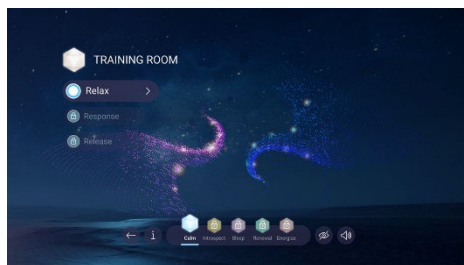 TRAINING ROOM
Relax
Response
Release
i
Calm Introspect Sleep Renewal Energize